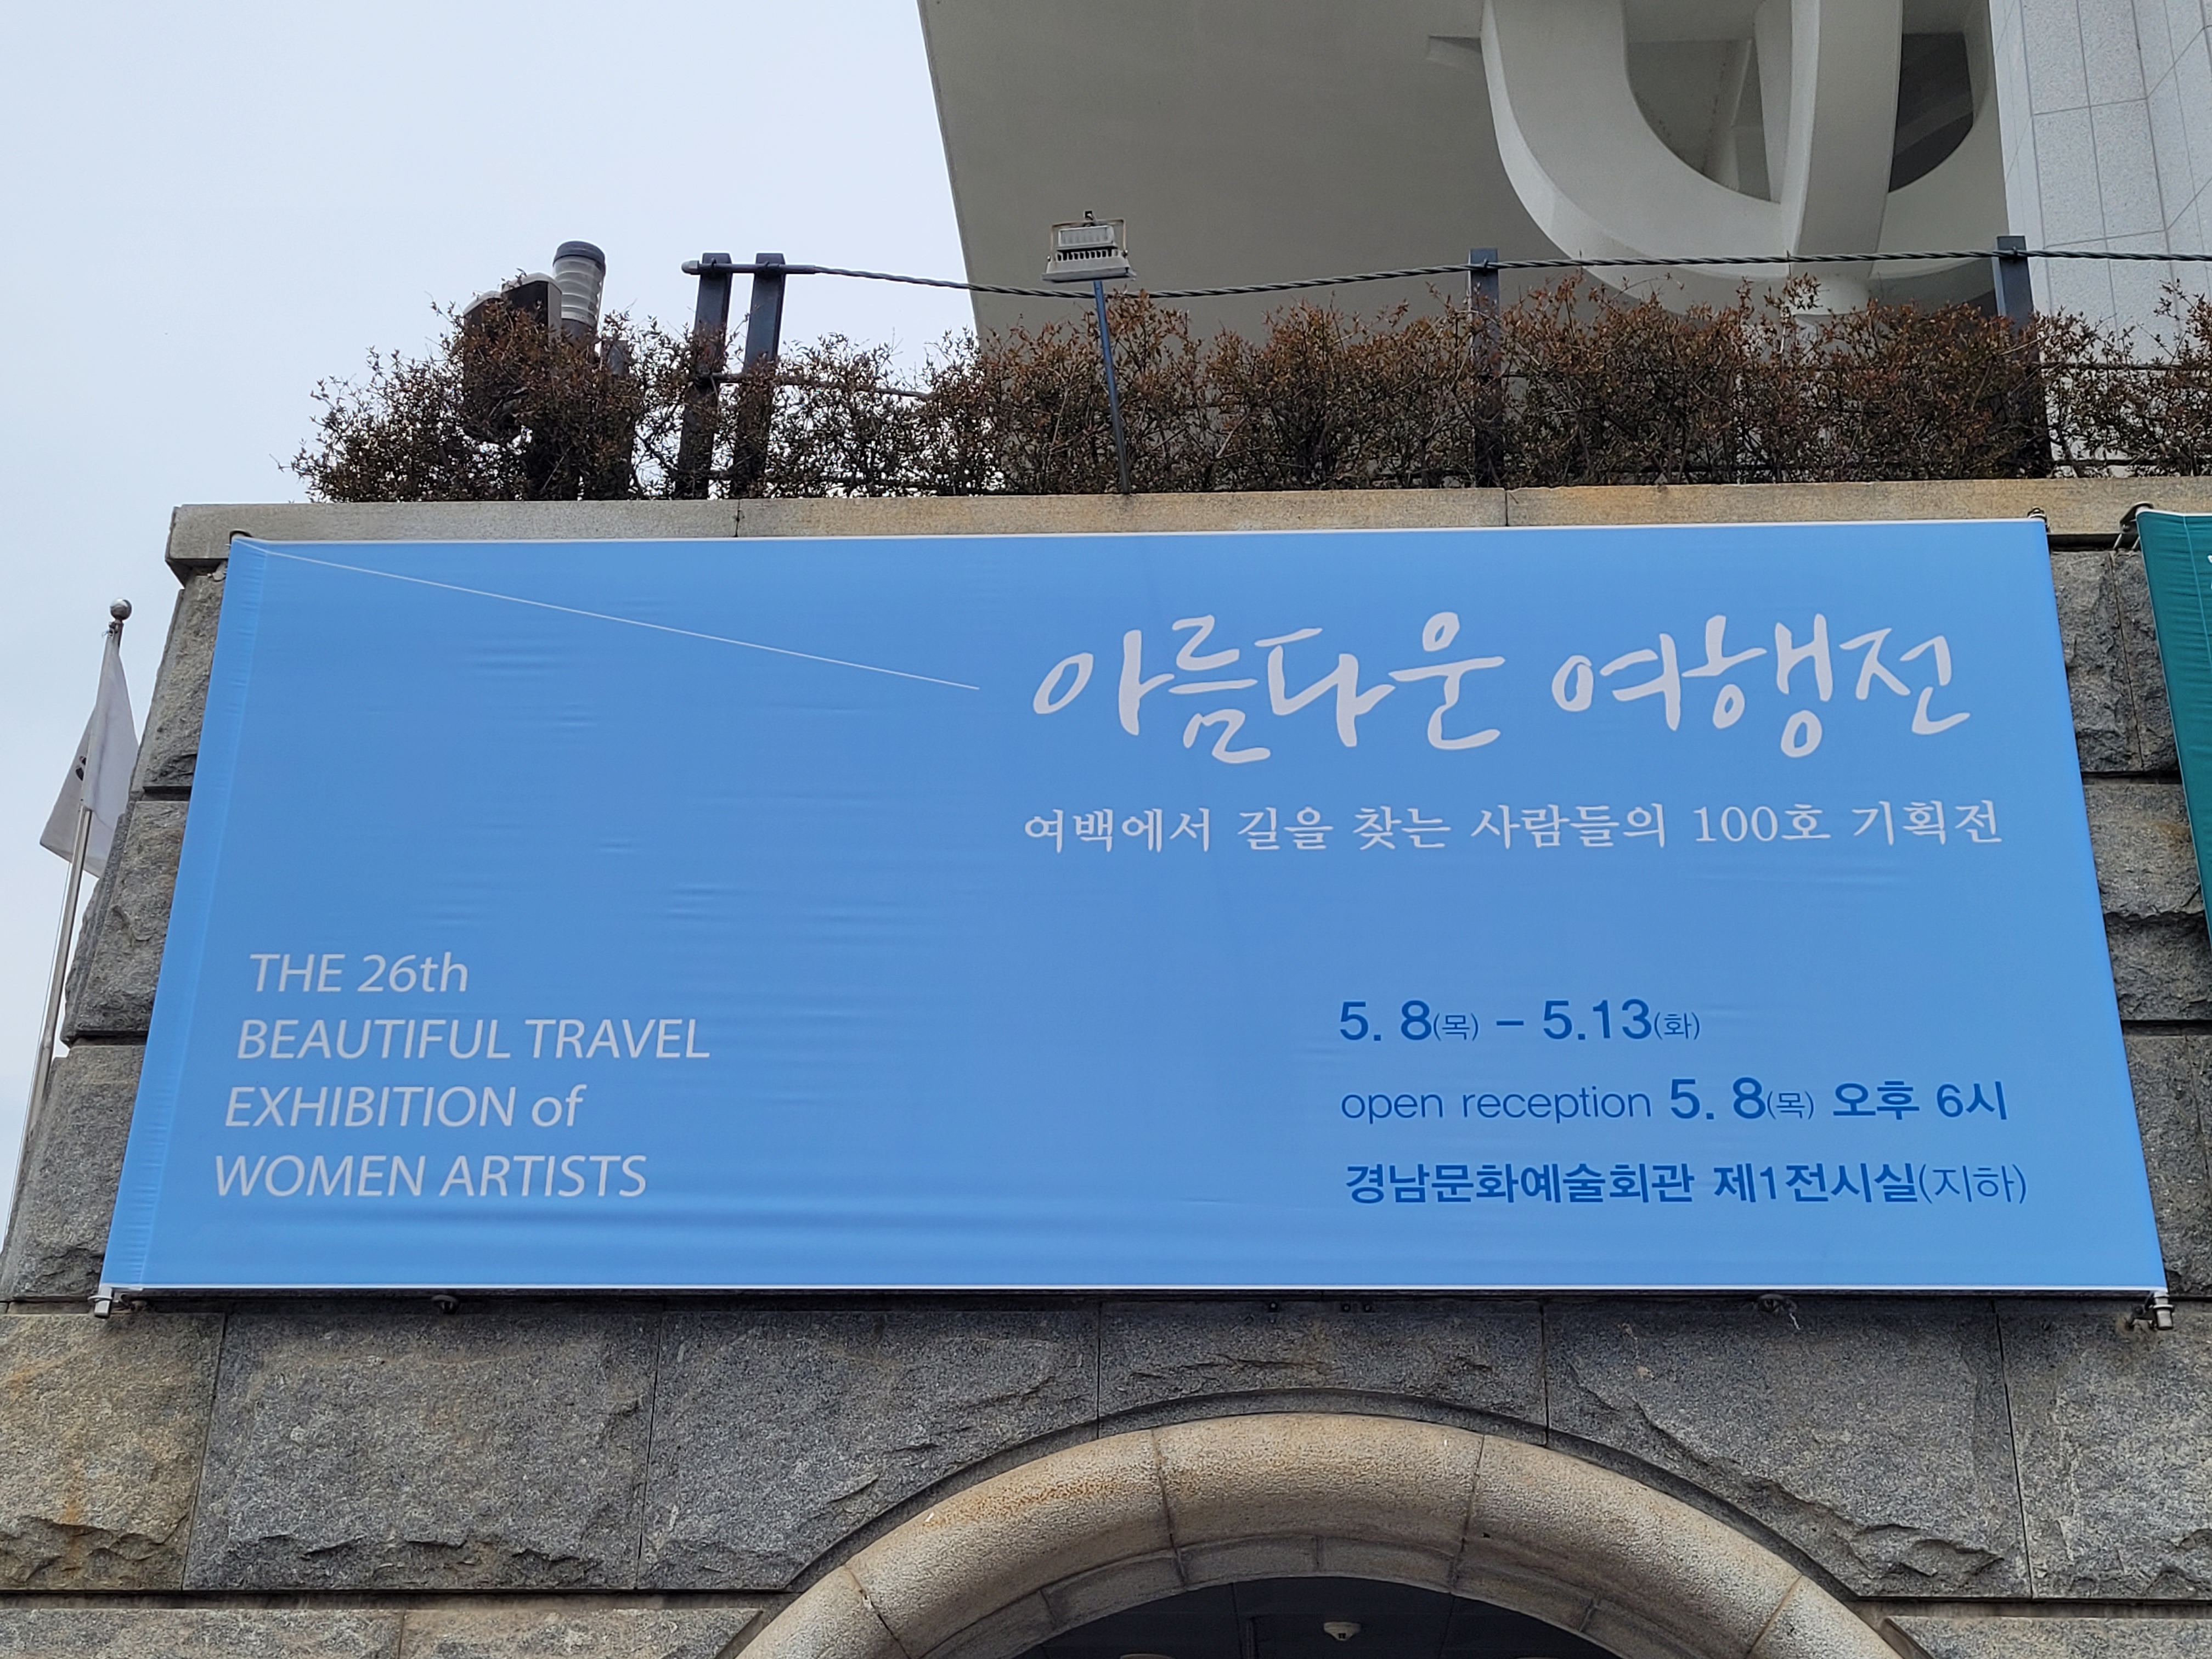 아름다운 여행전
여백에서 길을 찾는 사람들의 100호 기획전
THE 26th
BEAUTIFUL TRAVEL
EXHIBITION of
WOMEN ARTISTS
5. 8(목) – 5.13(화)
open reception 5. 8(목) 오후 6시
경남문화예술회관 제1전시실(지하)